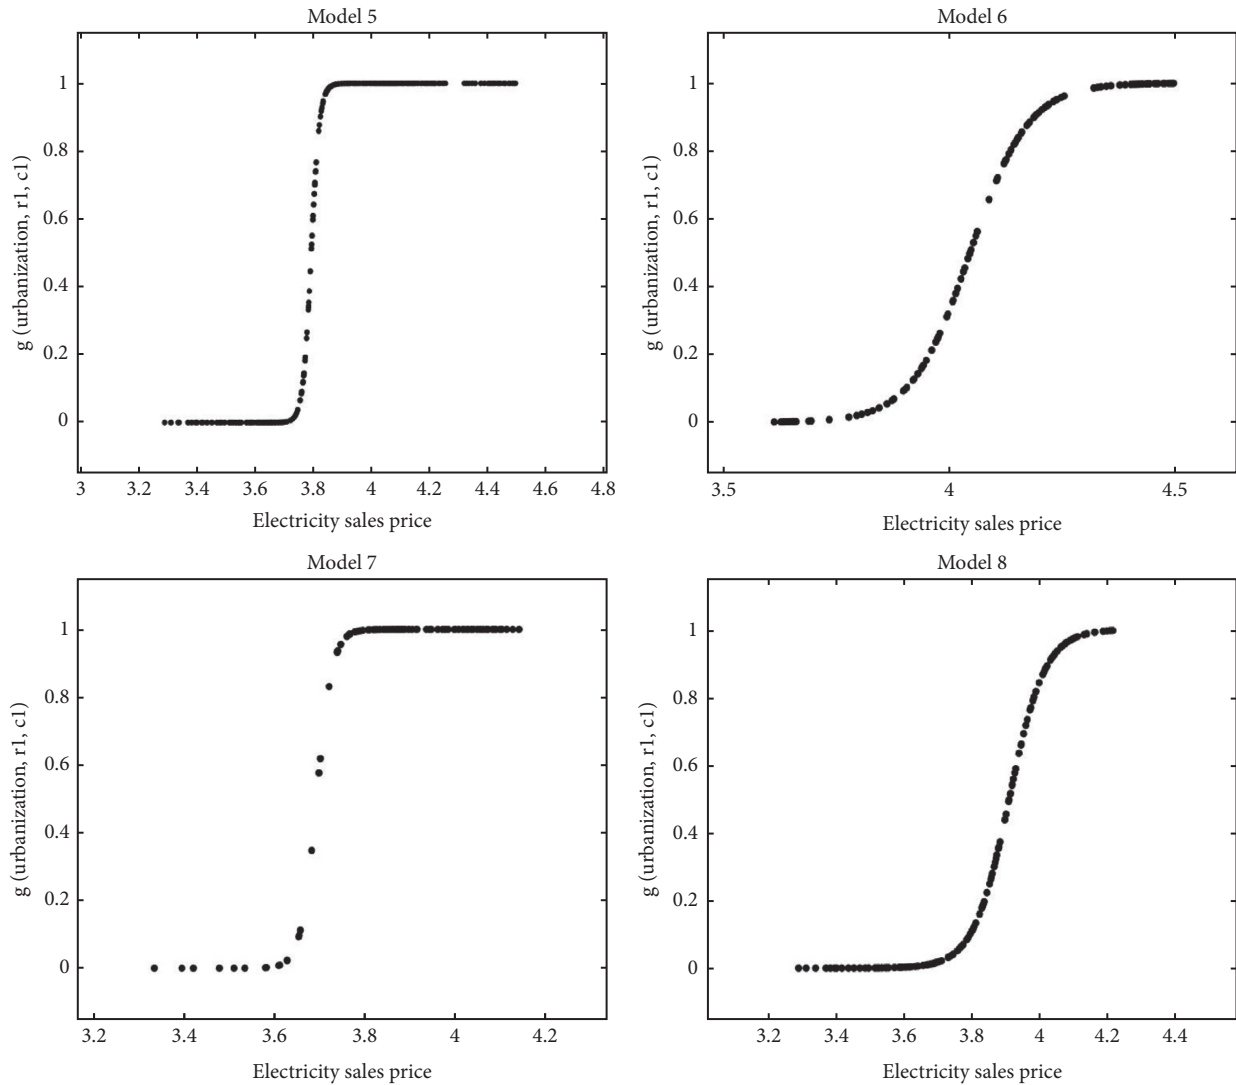 Model 5
1
0.8
0.6
0.4
0.2
0
g (urbanization, r1, c1)
3 3.2 3.4 3.6 3.8 4 4.2 4.4 4.6 4.8
Electricity sales price
Model 6
1
0.8
0.6
0.4
0.2
0
g (urbanization, r1, c1)
3.5 4 4.5
Electricity sales price
Model 7
1
0.8
0.6
0.4
0.2
0
g (urbanization, r1, c1)
3.2 3.4 3.6 3.8 4 4.2
Electricity sales price
Model 8
1
0.8
0.6
0.4
0.2
0
g (urbanization, r1, c1)
3.2 3.4 3.6 3.8 4 4.2 4.4
Electricity sales price